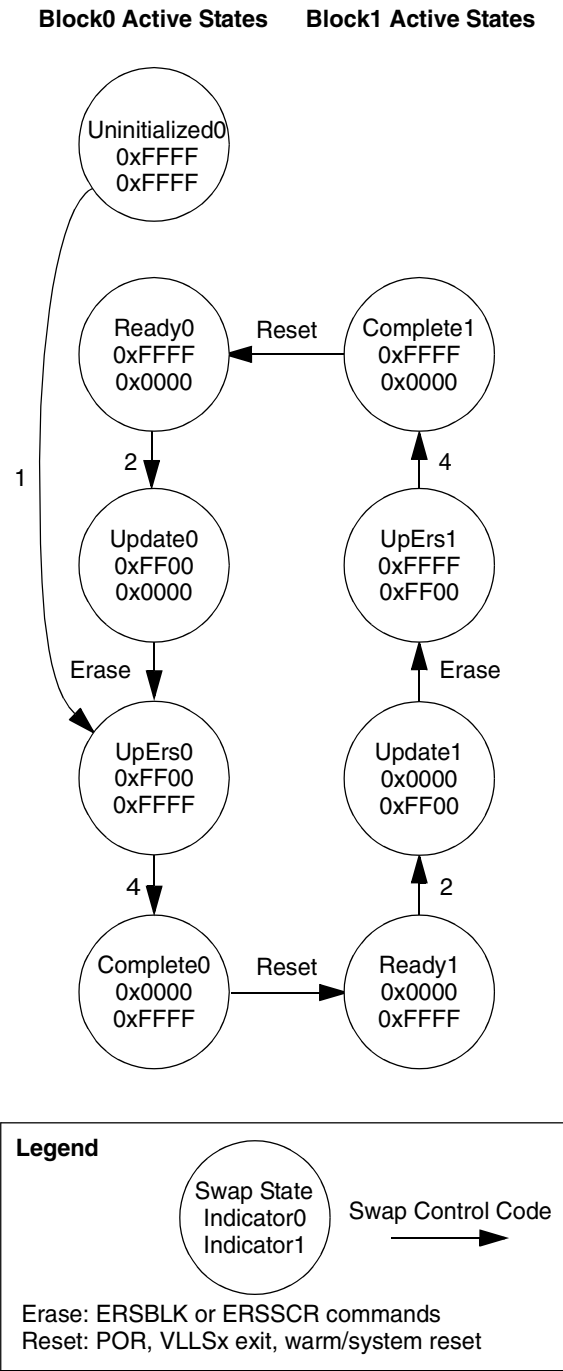 Block0 Active States
Block1 Active States
Uninitialized0
0xFFFF
0xFFFF
Ready0
0xFFFF
0x0000
Reset
Complete1
0xFFFF
0x0000
1
2
4
Update0
0xFF00
0x0000
UpErs1
0xFFFF
0xFF00
Erase
Erase
UpErs0
0xFF00
0xFFFF
Update1
0x0000
0xFF00
4
2
Complete0
0x0000
0xFFFF
Reset
Ready1
0x0000
0xFFFF
Legend
Swap State
Indicator0
Indicator1
Swap Control Code
Erase: ERSBLK or ERSSCR commands
Reset: POR, VLLSx exit, warm/system reset